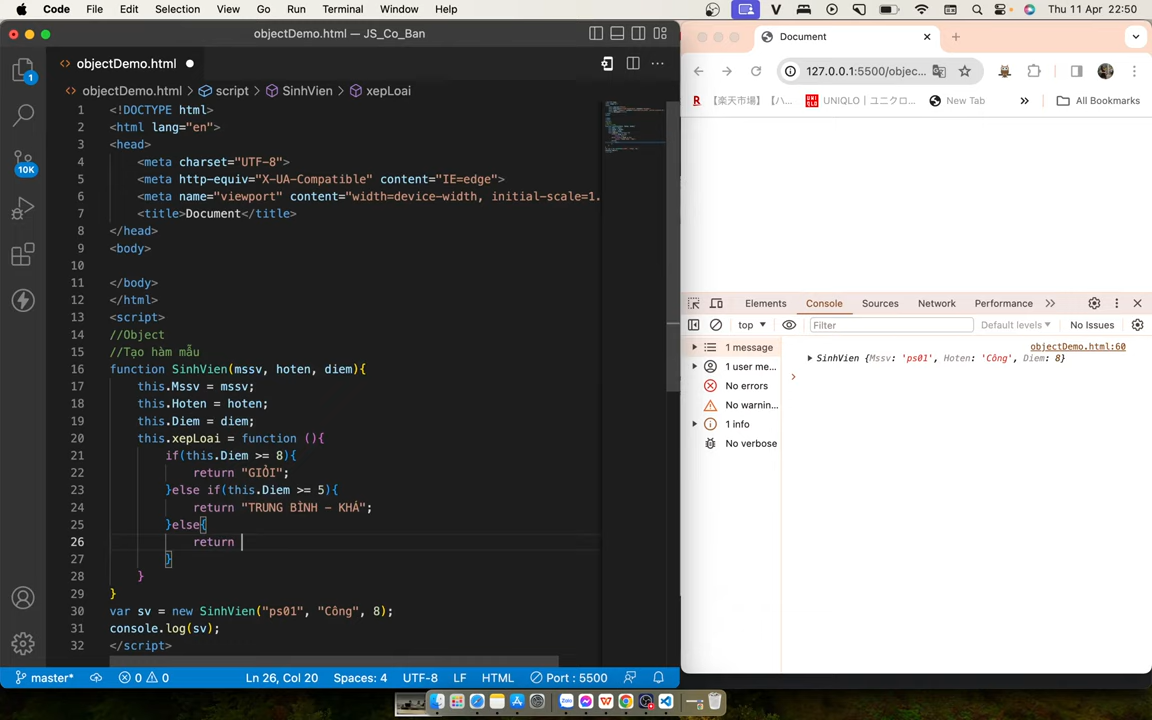 Code File Edit Selection View Go Run Terminal Window Help Thu 11 Apr 22:50
objectDemo.html — JS_Co_Ban
objectDemo.html
objectDemo.html script SinhVien xepLoai
1 <!DOCTYPE html>
2 <html lang="en">
3 <head>
4 <meta charset="UTF-8">
5 <meta http-equiv="X-UA-Compatible" content="IE=edge">
6 <meta name="viewport" content="width=device-width, initial-scale=1.
7 <title>Document</title>
8 </head>
9 <body>
10
11 </body>
12 </html>
13 <script>
14 //Object
15 //Tạo hàm mẫu
16 function SinhVien(mssv, hoten, diem){
17 this.Mssv = mssv;
18 this.Hoten = hoten;
19 this.Diem = diem;
20 this.xepLoai = function (){
21 if(this.Diem >= 8){
22 return "GIỎI";
23 }else if(this.Diem >= 5){
24 return "TRUNG BÌNH - KHÁ";
25 }else{
26 return
27 }
28 }
29 }
30 var sv = new SinhVien("ps01", "Công", 8);
31 console.log(sv);
32 </script>
1
10K
master* 0 0 Ln 26, Col 20 Spaces: 4 UTF-8 LF HTML Port : 5500
Document
127.0.0.1:5500/objec...
【楽天市場】【ハ... UNIQLO｜ユニクロ... New Tab All Bookmarks
Elements Console Sources Network Performance
top Filter Default levels No Issues
1 message
1 user me...
No errors
No warnin...
1 info
No verbose
objectDemo.html:60
SinhVien {Mssv: 'ps01', Hoten: 'Công', Diem: 8}
Zalo